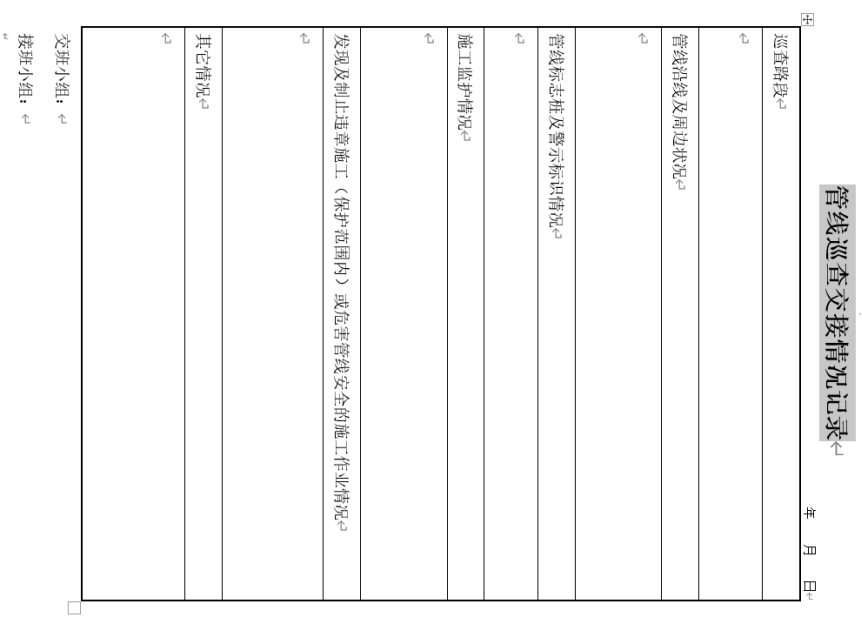 管线巡查交接情况记录
年 月 日
巡查路段
管线沿线及周边状况
管线标志桩及警示标识情况
施工监护情况
发现及制止违章施工（保护范围内）或危害管线安全的施工作业情况
其它情况
交班小组：
接班小组：